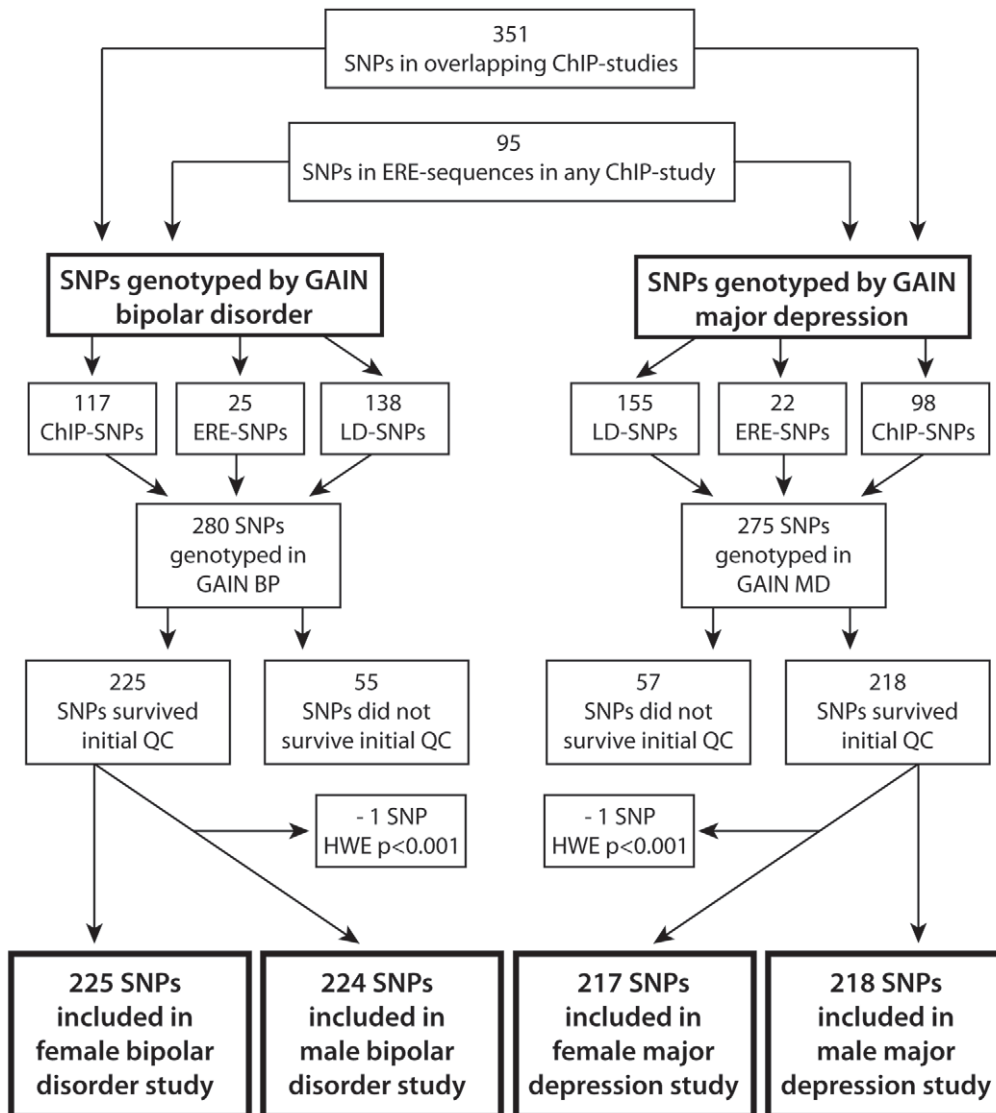 351
SNPs in overlapping ChIP-studies
95
SNPs in ERE-sequences in any ChIP-study
SNPs genotyped by GAIN
bipolar disorder
SNPs genotyped by GAIN
major depression
117
ChIP-SNPs
25
ERE-SNPs
138
LD-SNPs
155
LD-SNPs
22
ERE-SNPs
98
ChIP-SNPs
280 SNPs
genotyped in
GAIN BP
275 SNPs
genotyped in
GAIN MD
225
SNPs survived
initial QC
55
SNPs did not
survive initial QC
57
SNPs did not
survive initial QC
218
SNPs survived
initial QC
- 1 SNP
HWE p<0.001
- 1 SNP
HWE p<0.001
225 SNPs
included in
female bipolar
disorder study
224 SNPs
included in
male bipolar
disorder study
217 SNPs
included in
female major
depression study
218 SNPs
included in
male major
depression study